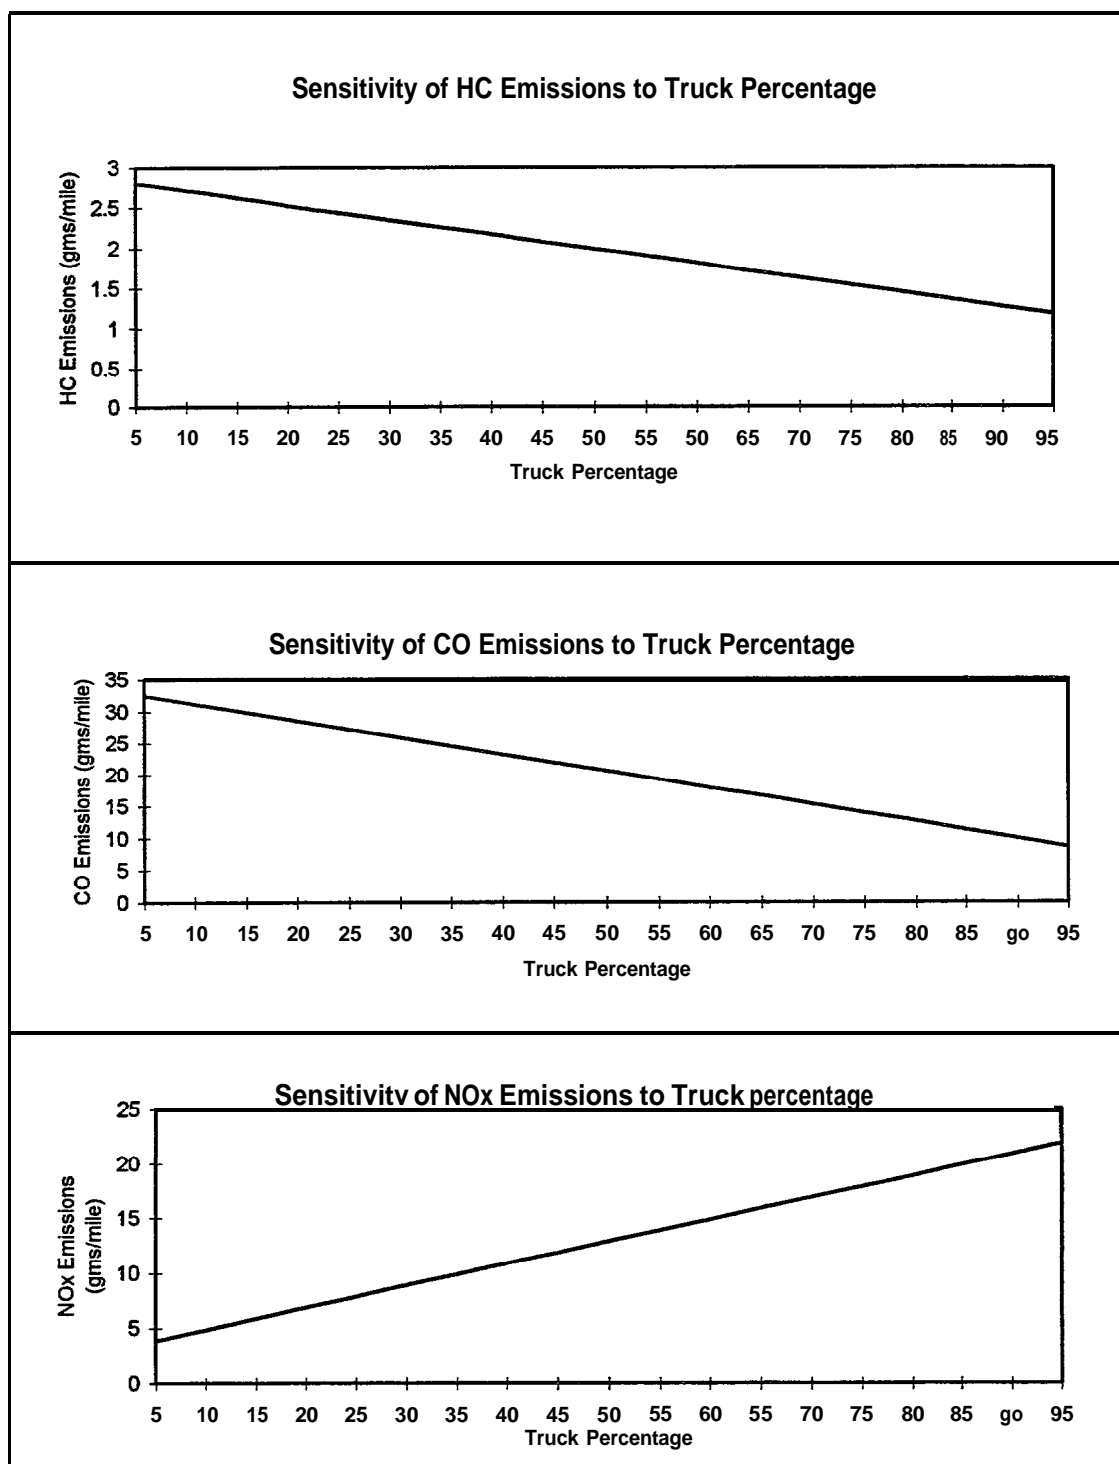 Sensitivity of HC Emissions to Truck Percentage
HC Emissions (gms/mile)
3
2.5
2
1.5
1
0.5
0
5 10 15 20 25 30 35 40 45 50 55 60 65 70 75 80 85 90 95
Truck Percentage
Sensitivity of CO Emissions to Truck Percentage
CO Emissions (gms/mile)
35
30
25
20
15
10
5
0
5 10 15 20 25 30 35 40 45 50 55 60 65 70 75 80 85 go 95
Truck Percentage
Sensitivity of NOx Emissions to Truck percentage
NOx Emissions
(gms/mile)
25
20
15
10
5
0
5 10 15 20 25 30 35 40 45 50 55 60 65 70 75 80 85 go 95
Truck Percentage